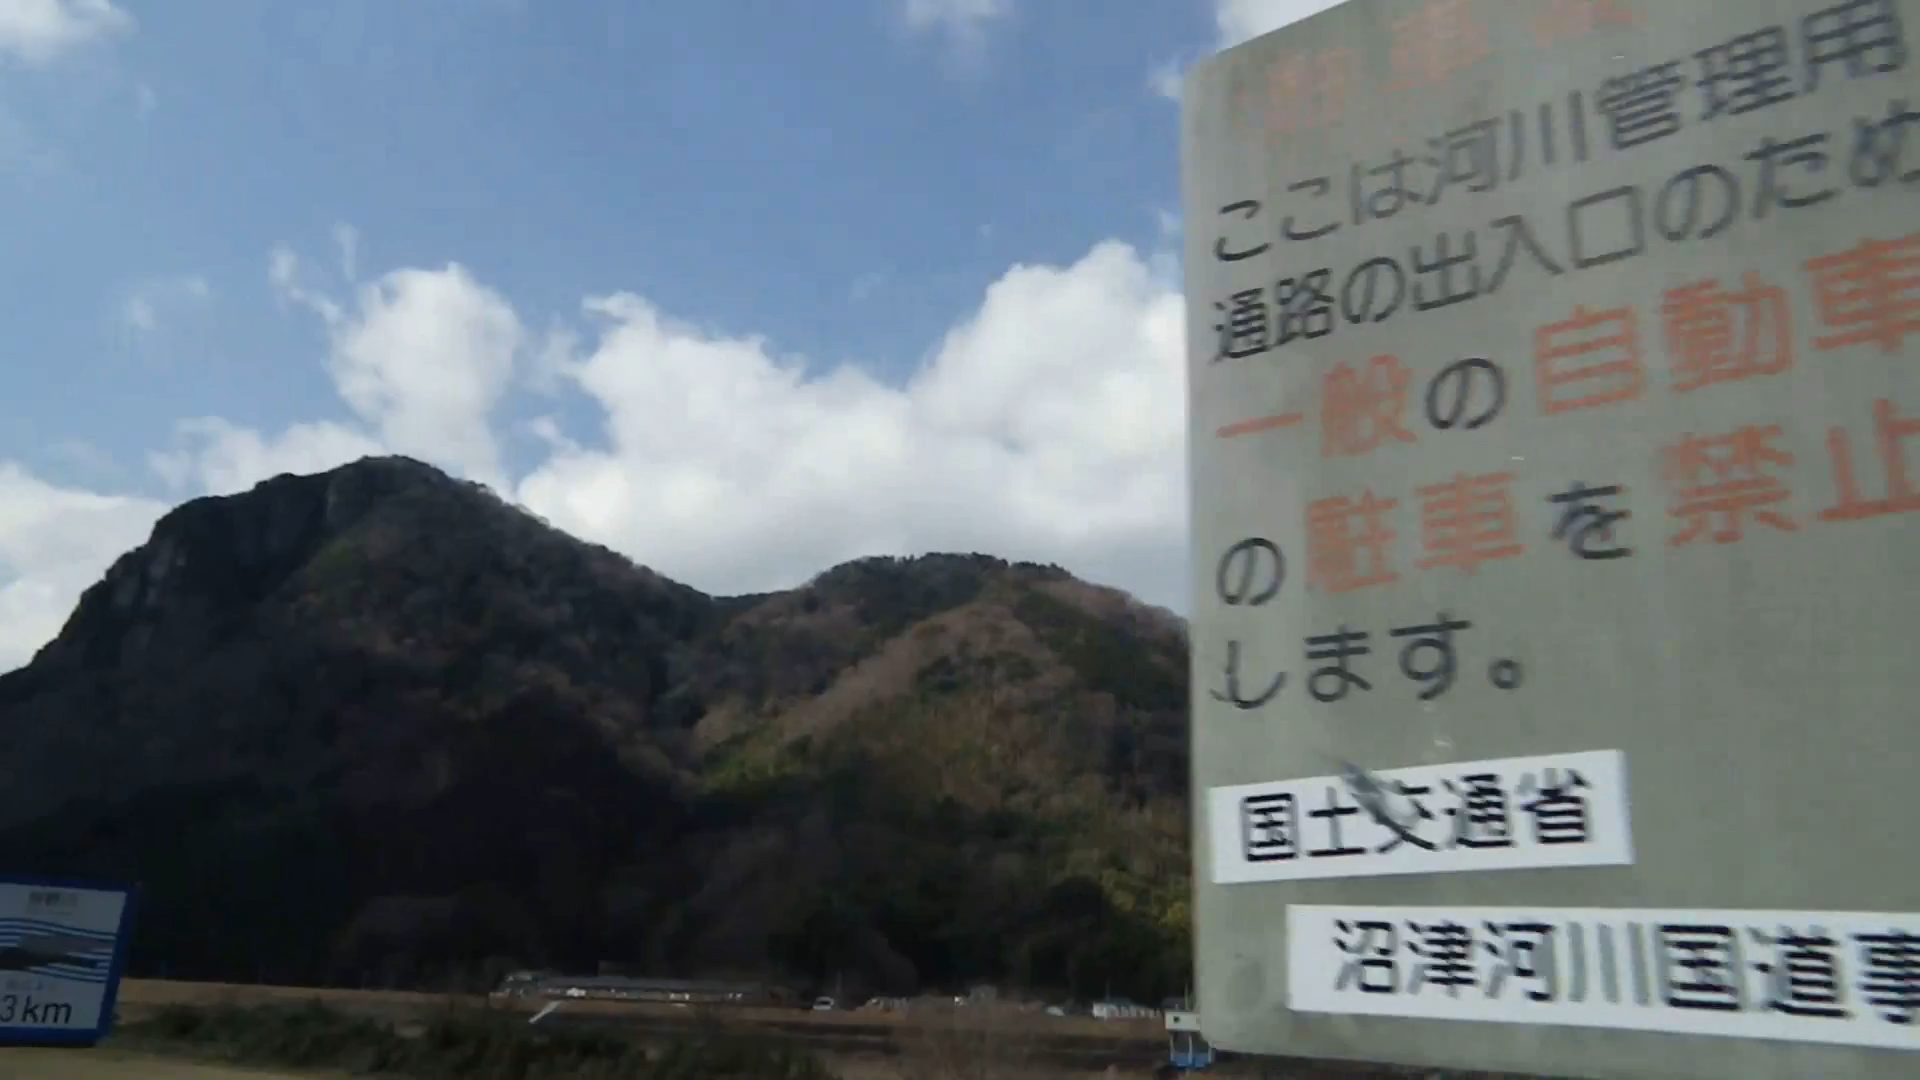 ここは河川管理用
通路の出入口のため
一般の自動車
の駐車を禁止
します。
国土交通省
沼津河川国道事
3km